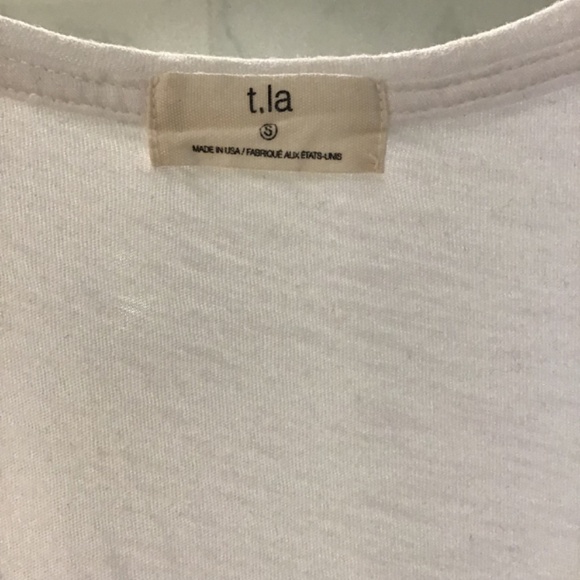 t.la
S
MADE IN USA / FABRIQUÉ AUX ÉTATS-UNIS